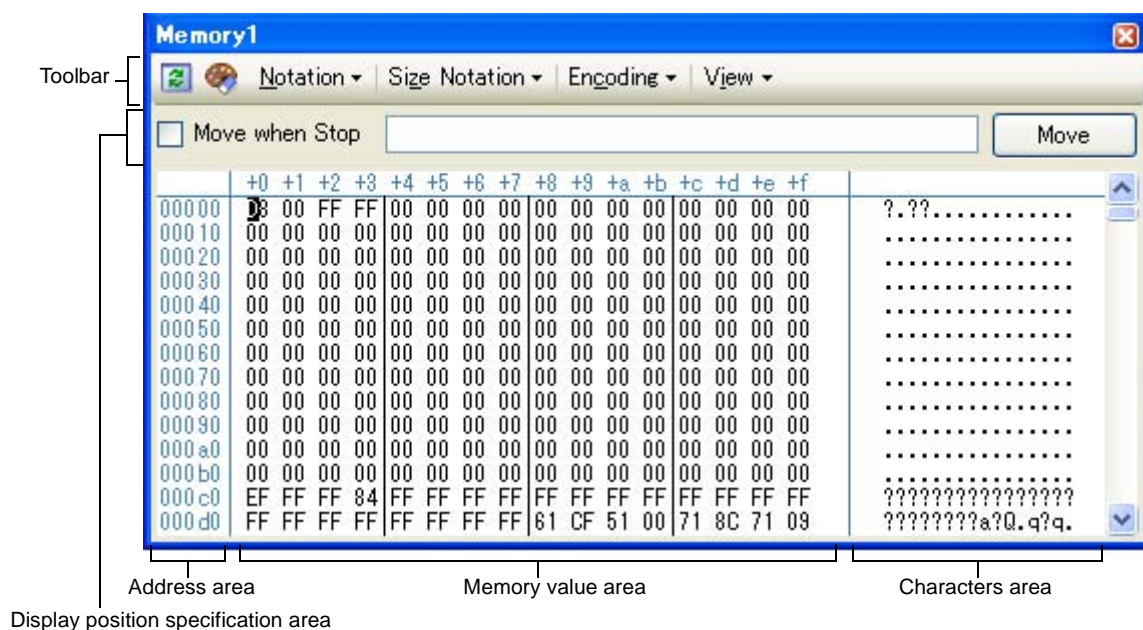 Memory1
Toolbar
Notation Size Notation Encoding View
Move when Stop Move
+0 +1 +2 +3 +4 +5 +6 +7 +8 +9 +a +b +c +d +e +f
00000 D8 00 FF FF 00 00 00 00 00 00 00 00 00 00 00 00 ?.??............
00010 00 00 00 00 00 00 00 00 00 00 00 00 00 00 00 00 ................
00020 00 00 00 00 00 00 00 00 00 00 00 00 00 00 00 00 ................
00030 00 00 00 00 00 00 00 00 00 00 00 00 00 00 00 00 ................
00040 00 00 00 00 00 00 00 00 00 00 00 00 00 00 00 00 ................
00050 00 00 00 00 00 00 00 00 00 00 00 00 00 00 00 00 ................
00060 00 00 00 00 00 00 00 00 00 00 00 00 00 00 00 00 ................
00070 00 00 00 00 00 00 00 00 00 00 00 00 00 00 00 00 ................
00080 00 00 00 00 00 00 00 00 00 00 00 00 00 00 00 00 ................
00090 00 00 00 00 00 00 00 00 00 00 00 00 00 00 00 00 ................
000a0 00 00 00 00 00 00 00 00 00 00 00 00 00 00 00 00 ................
000b0 00 00 00 00 00 00 00 00 00 00 00 00 00 00 00 00 ................
000c0 EF FF FF 84 FF FF FF FF FF FF FF FF FF FF FF FF ????????????????
000d0 FF FF FF FF FF FF FF FF 61 CF 51 00 71 8C 71 09 ????????a?Q.q?q.
Address area Memory value area Characters area
Display position specification area